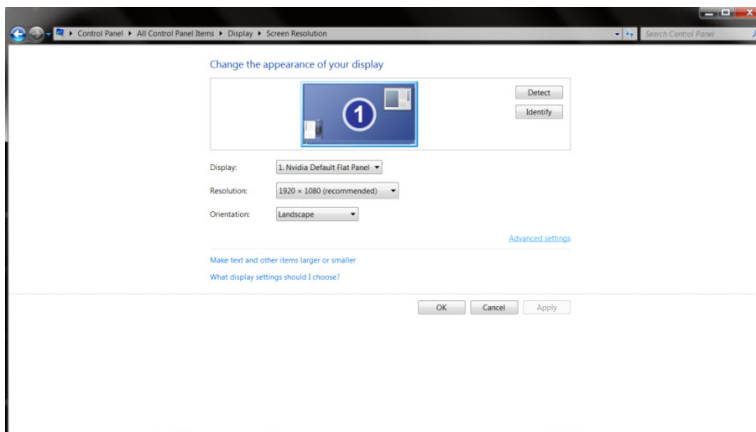 Control Panel ▸ All Control Panel Items ▸ Display ▸ Screen Resolution
Search Control Panel
Change the appearance of your display
1
Detect
Identify
Display: 1. Nvidia Default Flat Panel
Resolution: 1920 × 1080 (recommended)
Orientation: Landscape
Advanced settings
Make text and other items larger or smaller
What display settings should I choose?
OK Cancel Apply